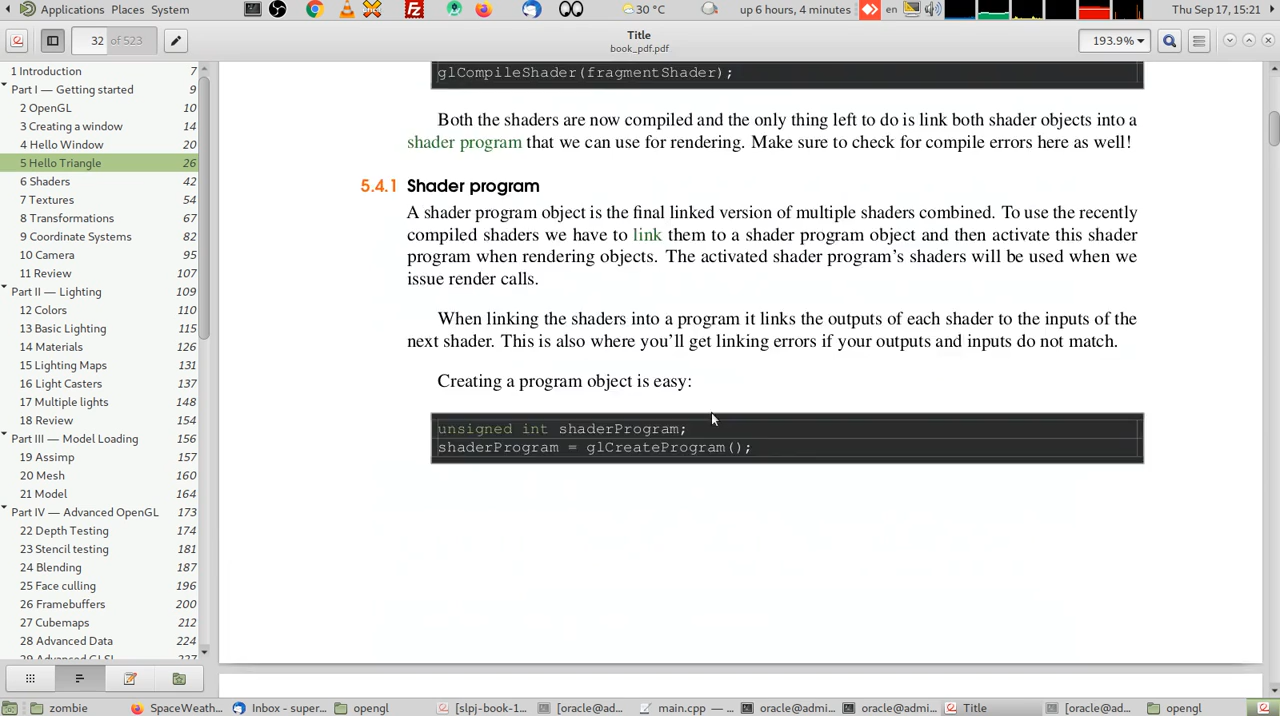 Applications Places System
30 °C
up 6 hours, 4 minutes
en
Thu Sep 17, 15:21
32 of 523
Title
book_pdf.pdf
193.9%
1 Introduction 7
Part I — Getting started 9
2 OpenGL 10
3 Creating a window 14
4 Hello Window 20
5 Hello Triangle 26
6 Shaders 42
7 Textures 54
8 Transformations 67
9 Coordinate Systems 82
10 Camera 95
11 Review 107
Part II — Lighting 109
12 Colors 110
13 Basic Lighting 115
14 Materials 126
15 Lighting Maps 131
16 Light Casters 137
17 Multiple lights 148
18 Review 154
Part III — Model Loading 156
19 Assimp 157
20 Mesh 160
21 Model 164
Part IV — Advanced OpenGL 173
22 Depth Testing 174
23 Stencil testing 181
24 Blending 187
25 Face culling 196
26 Framebuffers 200
27 Cubemaps 212
28 Advanced Data 224
29 Advanced GLSL 227
glCompileShader(fragmentShader);
Both the shaders are now compiled and the only thing left to do is link both shader objects into a
shader program that we can use for rendering. Make sure to check for compile errors here as well!
5.4.1 Shader program
A shader program object is the final linked version of multiple shaders combined. To use the recently
compiled shaders we have to link them to a shader program object and then activate this shader
program when rendering objects. The activated shader program's shaders will be used when we
issue render calls.
When linking the shaders into a program it links the outputs of each shader to the inputs of the
next shader. This is also where you'll get linking errors if your outputs and inputs do not match.
Creating a program object is easy:
unsigned int shaderProgram;
shaderProgram = glCreateProgram();
zombie
SpaceWeath...
Inbox - super...
opengl
[slpj-book-1...
[oracle@ad...
main.cpp — ...
oracle@admi...
oracle@admi...
Title
[oracle@ad...
opengl